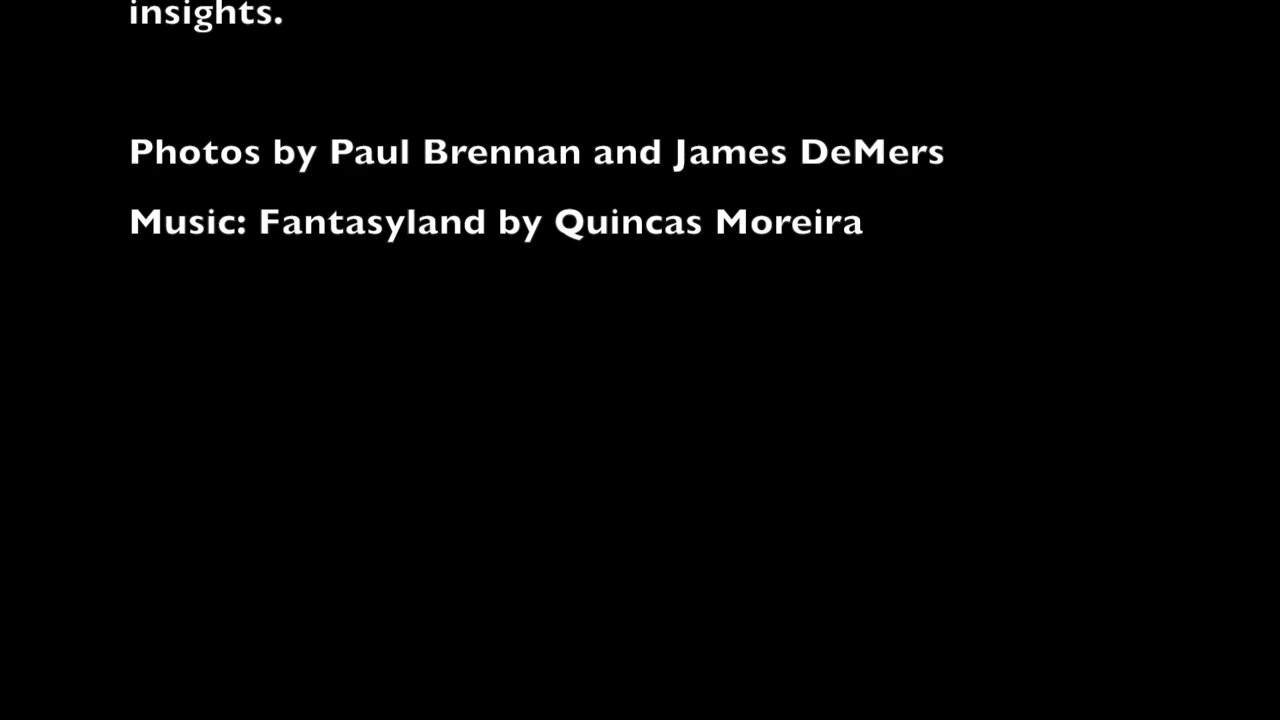 insights.
Photos by Paul Brennan and James DeMers
Music: Fantasyland by Quincas Moreira